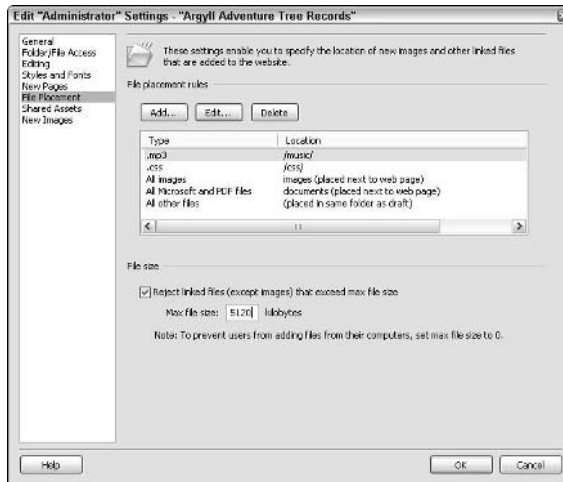 Edit "Administrator" Settings - "Argyll Adventure Tree Records"
General
Folder/File Access
Editing
Styles and Fonts
New Pages
File Placement
Shared Assets
New Images
These settings enable you to specify the location of new images and other linked files
that are added to the website.
File placement rules
Add... Edit... Delete
Type Location
.mp3 /music/
.css /css/
All images images (placed next to web page)
All Microsoft and PDF files documents (placed next to web page)
All other files (placed in same folder as draft)
File size
Reject linked files (except images) that exceed max file size
Max file size: 5120 kilobytes
Note: To prevent users from adding files from their computers, set max file size to 0.
Help OK Cancel